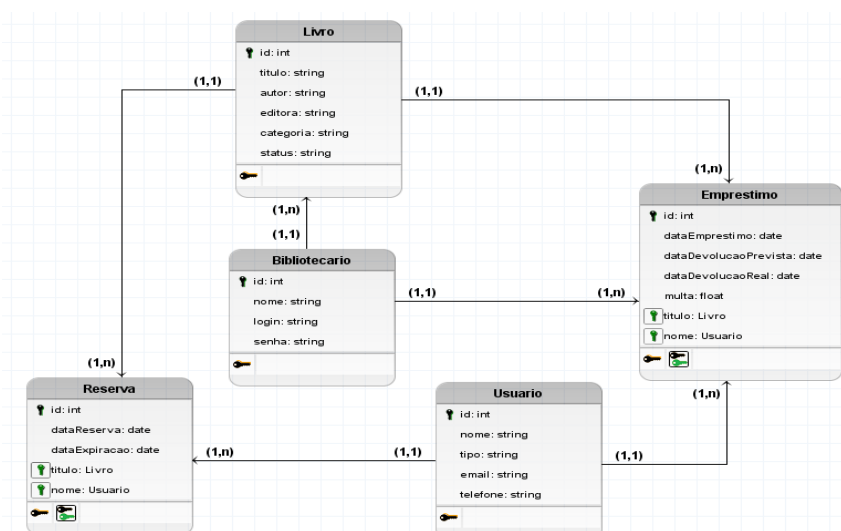 Livro
id: int
titulo: string
autor: string
editora: string
categoria: string
status: string
(1,1)
(1,1)
(1,n)
(1,n)
(1,1)
Emprestimo
id: int
dataEmprestimo: date
dataDevolucaoPrevista: date
dataDevolucaoReal: date
multa: float
titulo: Livro
nome: Usuario
Bibliotecario
id: int
nome: string
login: string
senha: string
(1,1)
(1,n)
(1,n)
Reserva
id: int
dataReserva: date
dataExpiracao: date
titulo: Livro
nome: Usuario
(1,n)
(1,1)
Usuario
id: int
nome: string
tipo: string
email: string
telefone: string
(1,1)
(1,n)